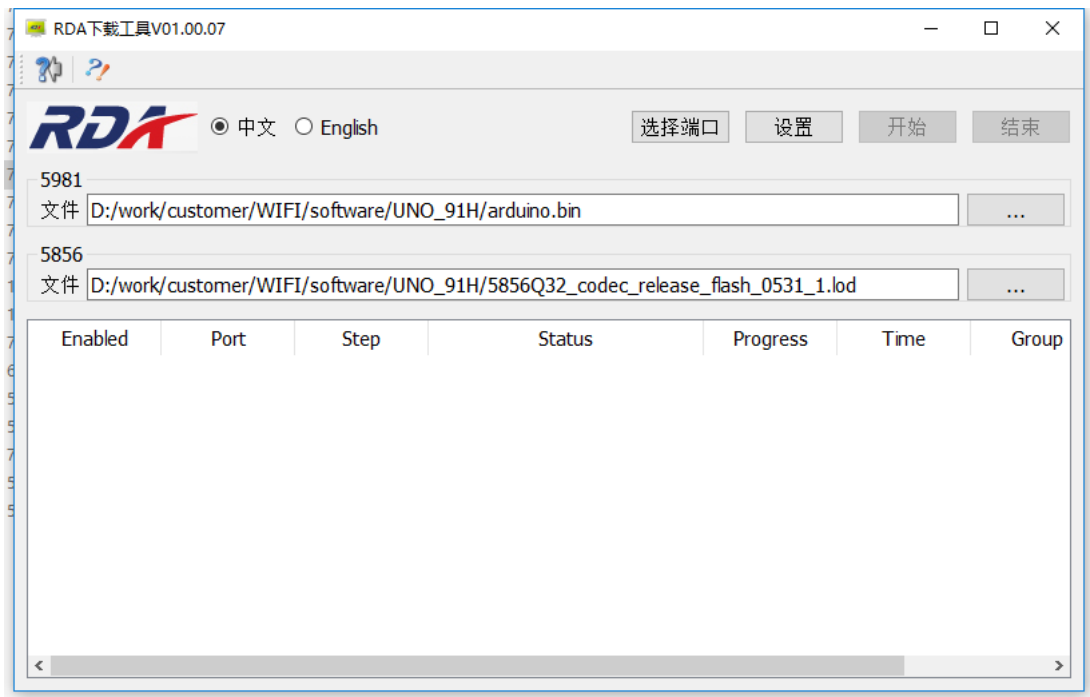 RDA下载工具V01.00.07
RDA 中文 English 选择端口 设置 开始 结束
5981
文件 D:/work/customer/WIFI/software/UNO_91H/arduino.bin ...
5856
文件 D:/work/customer/WIFI/software/UNO_91H/5856Q32_codec_release_flash_0531_1.lod ...
Enabled Port Step Status Progress Time Group